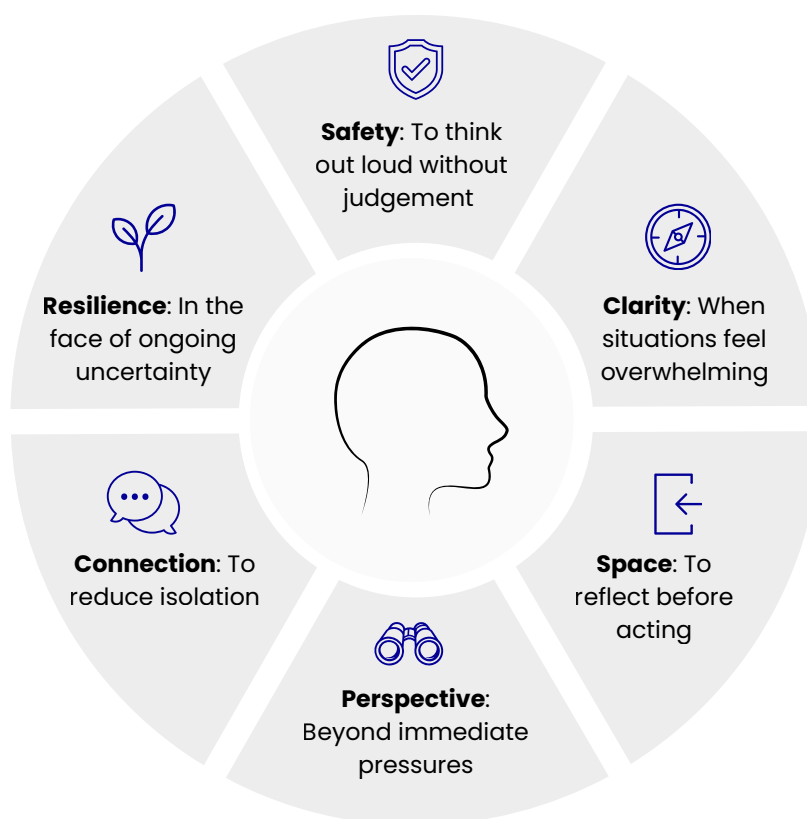 Safety: To think
out loud without
judgement
Clarity: When
situations feel
overwhelming
Space: To
reflect before
acting
Perspective:
Beyond immediate
pressures
Connection: To
reduce isolation
Resilience: In the
face of ongoing
uncertainty